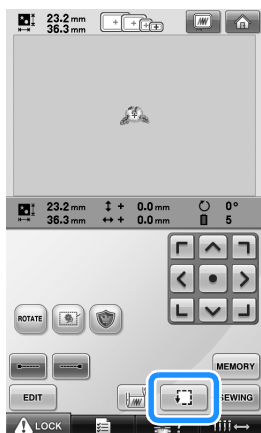 23.2 mm
36.3 mm
23.2 mm ↕ + 0.0 mm 0°
36.3 mm ↔ + 0.0 mm 5
ROTATE
MEMORY
EDIT
SEWING
LOCK
?